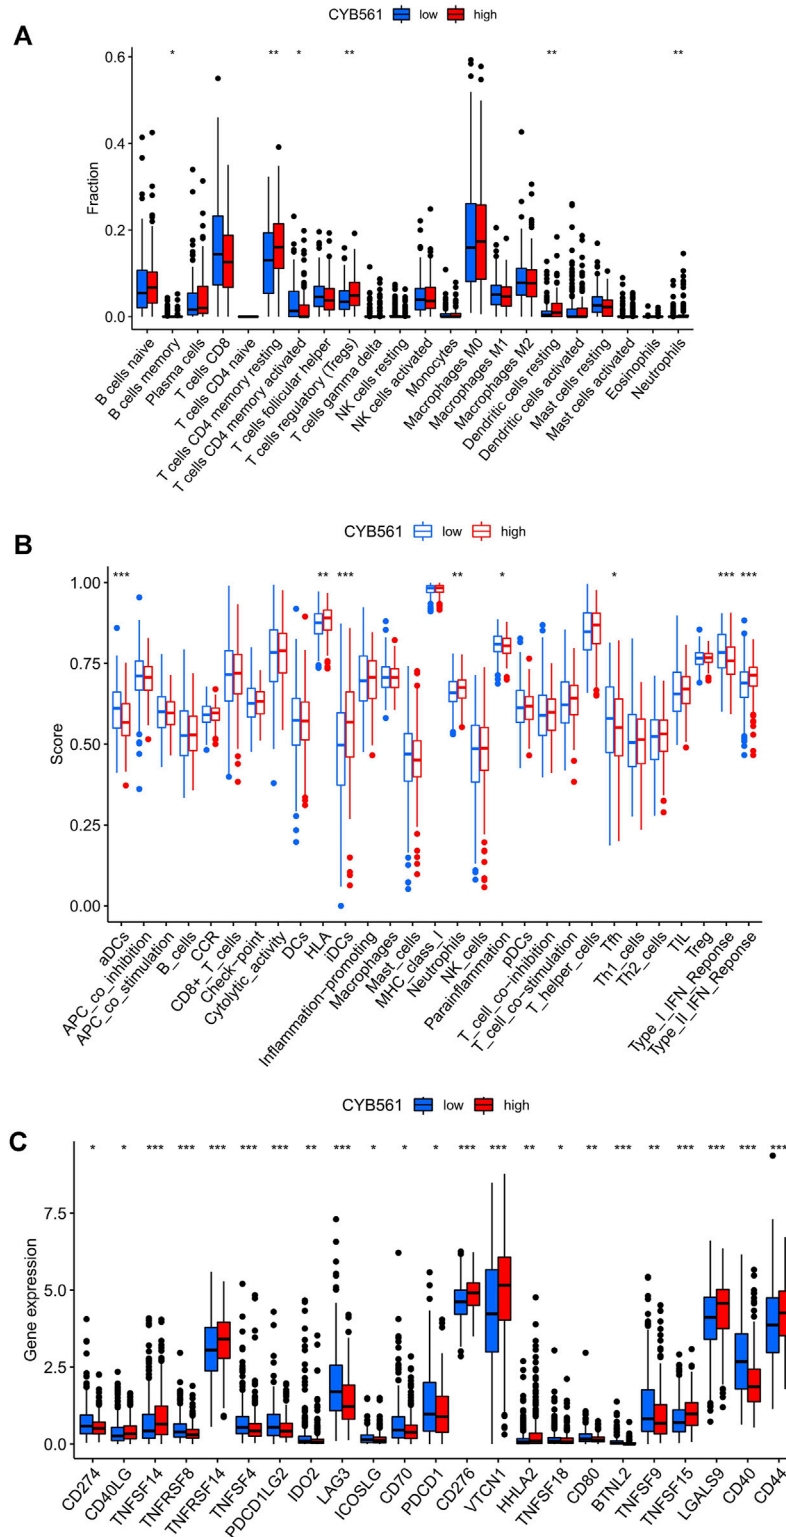 CYB561 low high
A
* ** * ** ** **
0.6
0.4
0.2
0.0
Fraction
B cells naive
B cells memory
Plasma cells
T cells CD8
T cells CD4 naive
T cells CD4 memory resting
T cells CD4 memory activated
T cells follicular helper
T cells regulatory (Tregs)
T cells gamma delta
NK cells resting
NK cells activated
Monocytes
Macrophages M0
Macrophages M1
Macrophages M2
Dendritic cells resting
Dendritic cells activated
Mast cells resting
Mast cells activated
Eosinophils
Neutrophils
CYB561 low high
B
*** ** *** ** * * *** ***
1.00
0.75
0.50
0.25
0.00
Score
aDCs
APC_co_inhibition
APC_co_stimulation
B_cells
CCR
CD8+_T_cells
Check-point
Cytolytic_activity
DCs
HLA
iDCs
Inflammation-promoting
Macrophages
Mast_cells
MHC_class_I
Neutrophils
NK_cells
Parainflammation
pDCs
T_cell_co-inhibition
T_cell_co-stimulation
T_helper_cells
Tfh
Th1_cells
Th2_cells
TIL
Treg
Type_I_IFN_Reponse
Type_II_IFN_Reponse
CYB561 low high
C
* * *** *** *** *** *** ** *** * * * *** *** ** * ** *** ** *** *** *** ***
7.5
5.0
2.5
0.0
Gene expression
CD274
CD40LG
TNFSF14
TNFRSF8
TNFRSF14
TNFSF4
PDCD1LG2
IDO2
LAG3
ICOSLG
CD70
PDCD1
CD276
VTCN1
HHLA2
TNFSF18
CD80
BTNL2
TNFSF9
TNFSF15
LGALS9
CD40
CD44